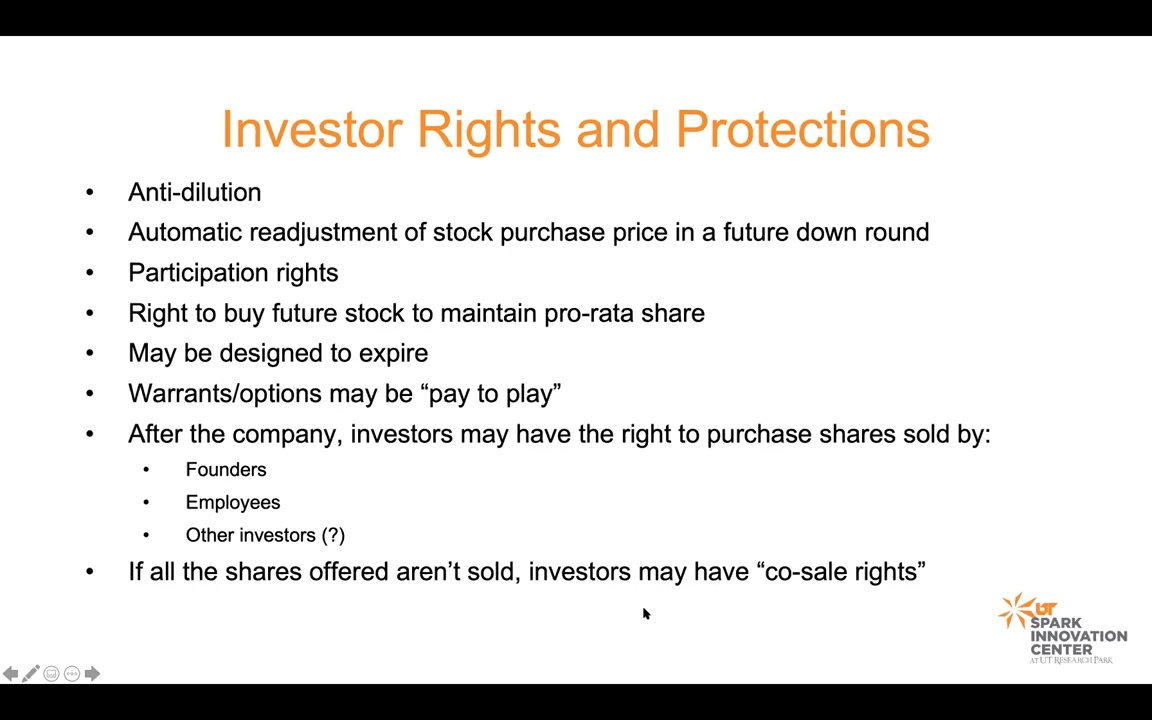 Investor Rights and Protections
• Anti-dilution
• Automatic readjustment of stock purchase price in a future down round
• Participation rights
• Right to buy future stock to maintain pro-rata share
• May be designed to expire
• Warrants/options may be “pay to play”
• After the company, investors may have the right to purchase shares sold by:
• Founders
• Employees
• Other investors (?)
• If all the shares offered aren’t sold, investors may have “co-sale rights”
UT
SPARK
INNOVATION
CENTER
AT UT RESEARCH PARK